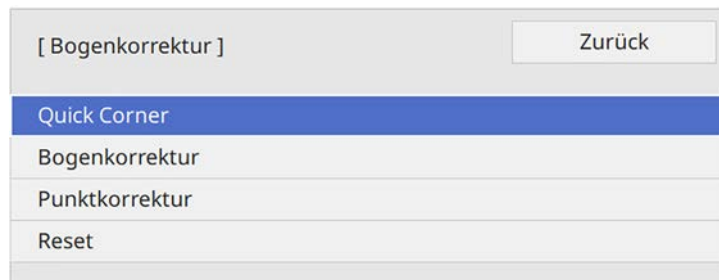 [ Bogenkorrektur ] Zurück
Quick Corner
Bogenkorrektur
Punktkorrektur
Reset